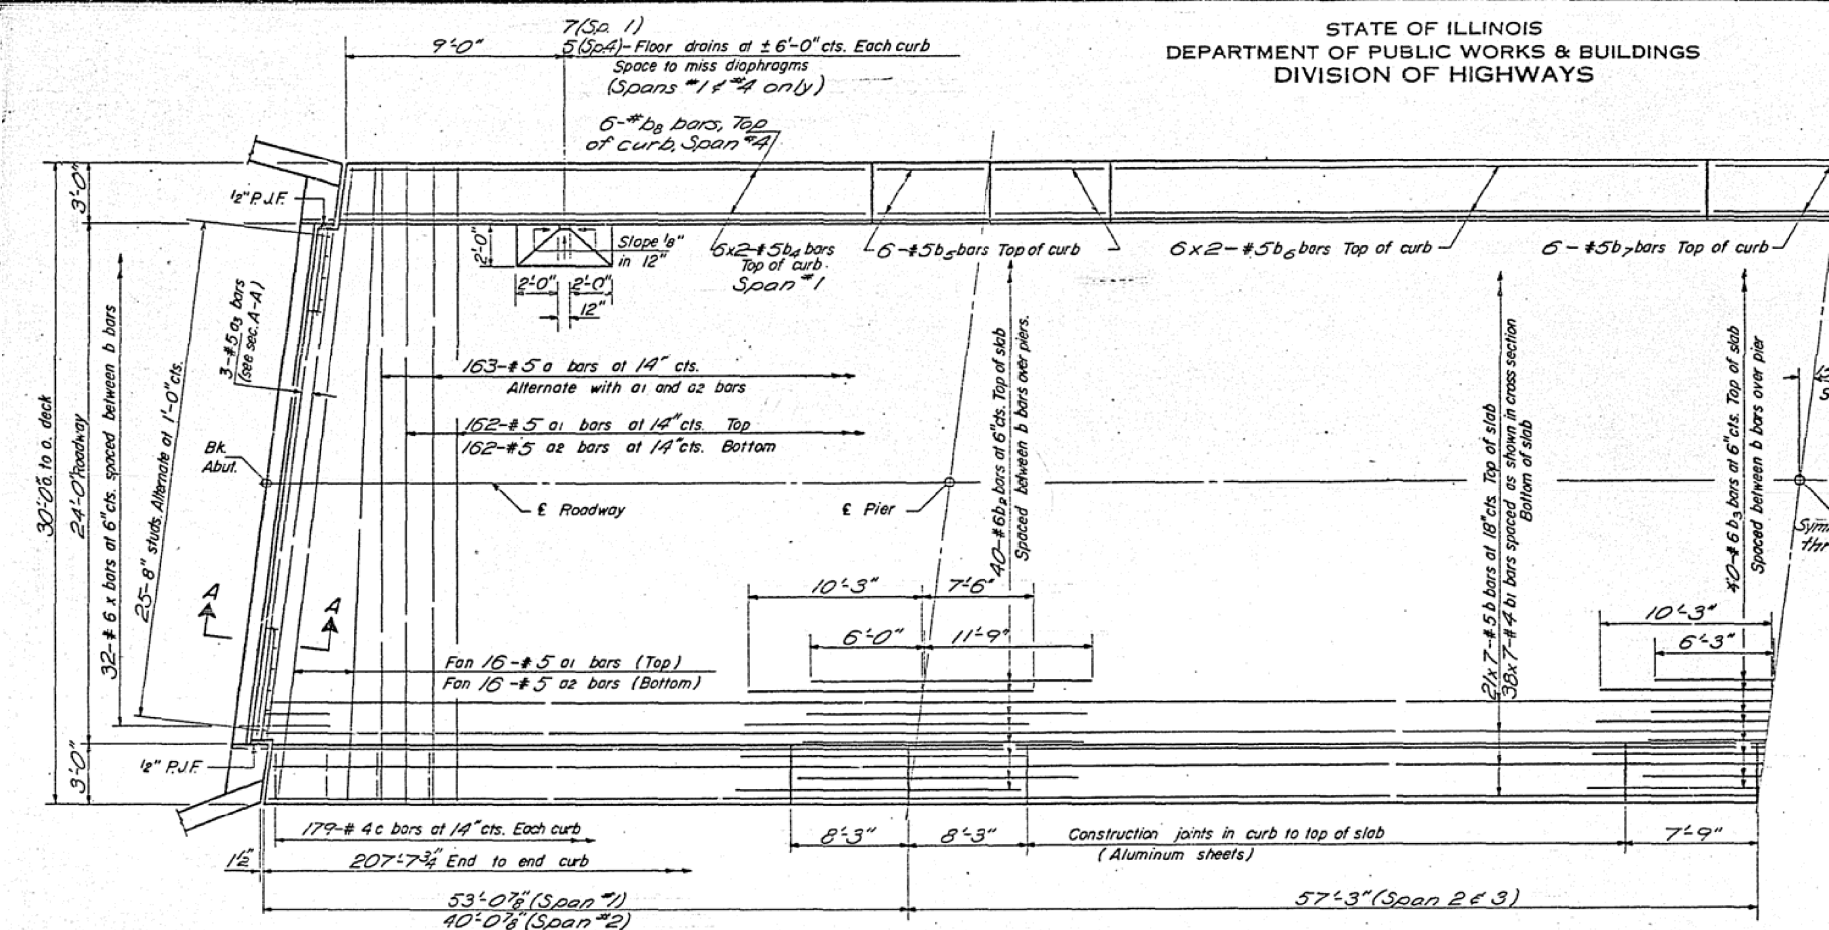 STATE OF ILLINOIS
DEPARTMENT OF PUBLIC WORKS & BUILDINGS
DIVISION OF HIGHWAYS
9'-0"
7(Sp. 1)
5(Sp.4)-Floor drains at ± 6'-0" cts. Each curb
Space to miss diaphragms
(Spans #1 & #4 only)
6-#b8 bars, Top
of curb, Span #4
3'-0"
1/2" P.J.F.
2'-0"
Slope 1/8"
in 12"
2'-0" 2'-0"
12"
6x2-#5b4 bars
Top of curb.
Span #1
6-#5b5 bars Top of curb
6x2-#5b6 bars Top of curb
6-#5b7 bars Top of curb
30'-0" o. to o. deck
24'-0" Roadway
32-#6 x bars at 6" cts. spaced between b bars
25-8" studs. Alternate at 1'-0" cts.
3-#5 a3 bars
(see sec. A-A)
163-#5 a bars at 14" cts.
Alternate with a1 and a2 bars
162-#5 a1 bars at 14" cts. Top
162-#5 a2 bars at 14" cts. Bottom
Bk.
Abut.
℄ Roadway
℄ Pier
40-#6b2 bars at 6" cts. Top of slab
Spaced between b bars over piers.
21x7-#5b bars at 18" cts. Top of slab
38x7-#4b1 bars spaced as shown in cross section
Bottom of slab
40-#6b3 bars at 6" cts. Top of slab
Spaced between b bars over pier
Sym
thr
A A
10'-3" 7'-6"
6'-0" 11'-9"
10'-3"
6'-3"
Fan 16-#5 a1 bars (Top)
Fan 16-#5 a2 bars (Bottom)
3'-0"
1/2" P.J.F.
179-#4c bars at 14" cts. Each curb
8'-3" 8'-3"
Construction joints in curb to top of slab
(Aluminum sheets)
7'-9"
1 1/2"
207'-7 3/4" End to end curb
53'-0 7/8" (Span #1)
40'-0 7/8" (Span #2)
57'-3" (Span 2 & 3)